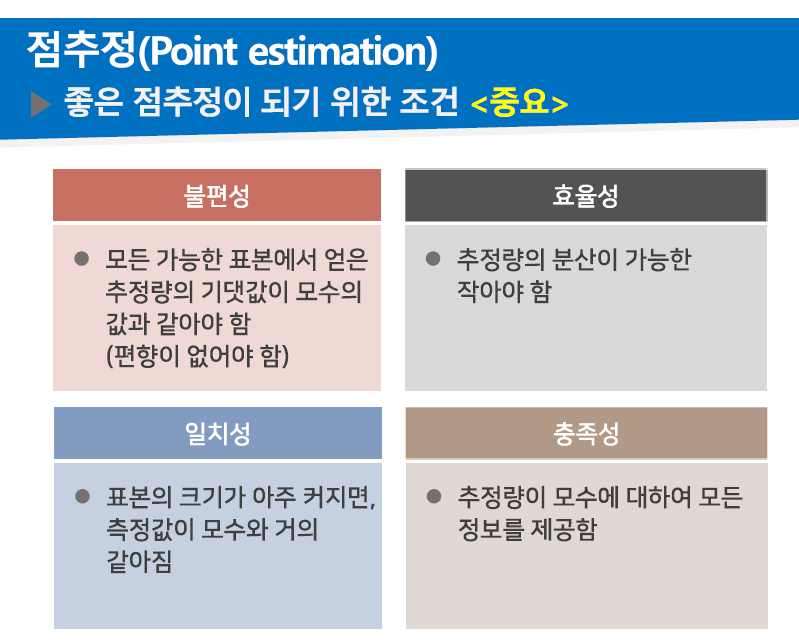 점추정(Point estimation)
▶ 좋은 점추정이 되기 위한 조건 <중요>
불편성
● 모든 가능한 표본에서 얻은
추정량의 기댓값이 모수의
값과 같아야 함
(편향이 없어야 함)
효율성
● 추정량의 분산이 가능한
작아야 함
일치성
● 표본의 크기가 아주 커지면,
측정값이 모수와 거의
같아짐
충족성
● 추정량이 모수에 대하여 모든
정보를 제공함